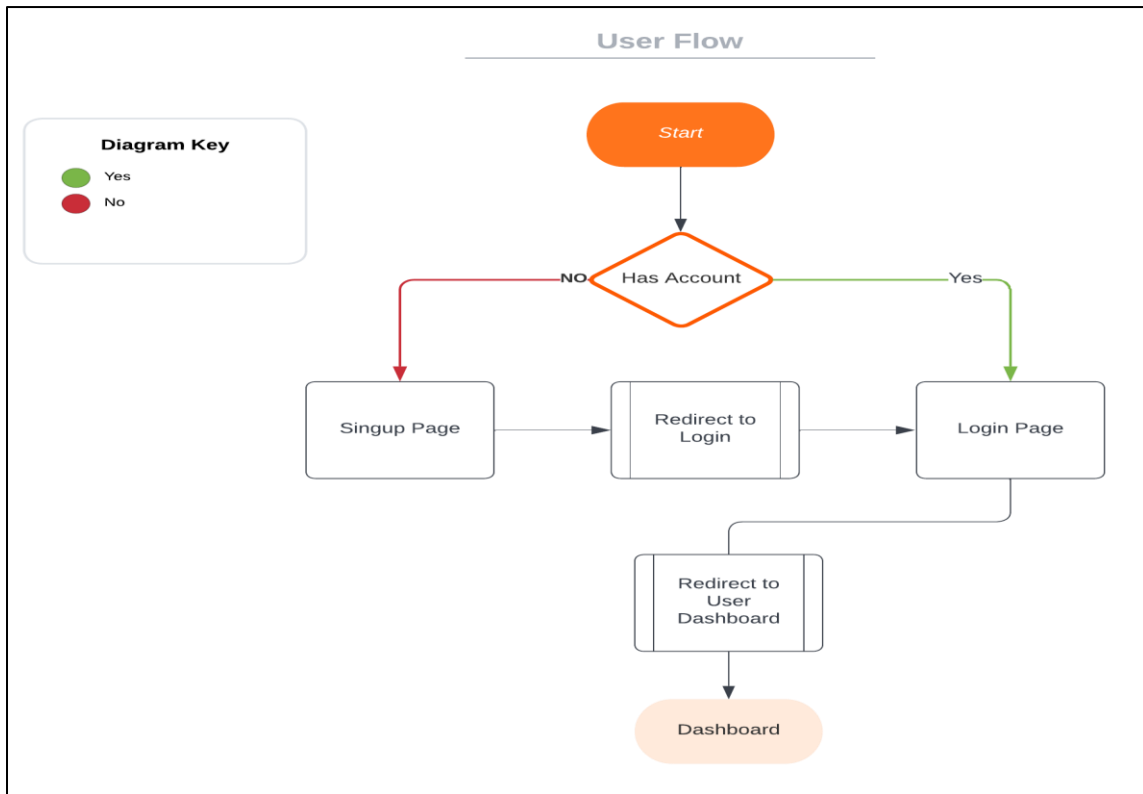 User Flow
Start
Diagram Key
Yes
No
NO
Has Account
Yes
Singup Page
Redirect to
Login
Login Page
Redirect to
User
Dashboard
Dashboard